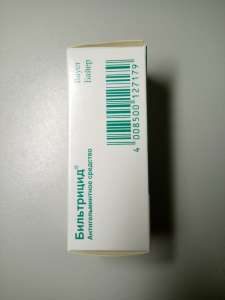 Бильтрицид®
Антигельминтное средство
Bayer
Байер
4 008500 127179